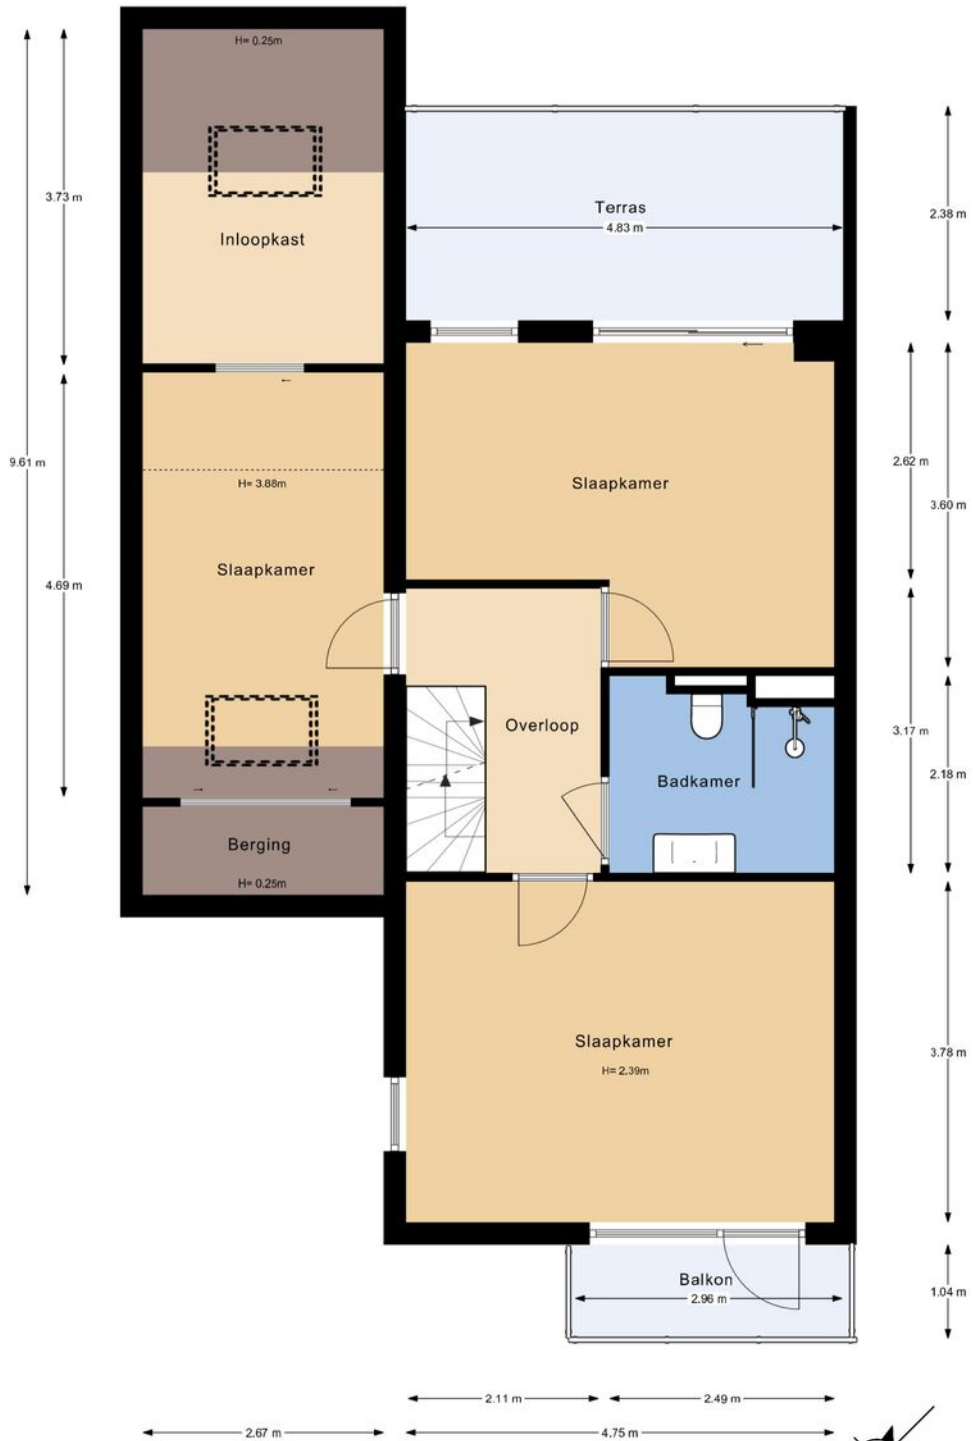 H= 0.25m
3.73 m
Inloopkast
Terras
4.83 m
2.38 m
9.61 m
H= 3.88m
Slaapkamer
4.69 m
Slaapkamer
2.62 m
3.60 m
Overloop
Badkamer
3.17 m
2.18 m
Berging
H= 0.25m
Slaapkamer
H= 2.39m
3.78 m
Balkon
2.96 m
1.04 m
2.11 m
2.49 m
2.67 m
4.75 m